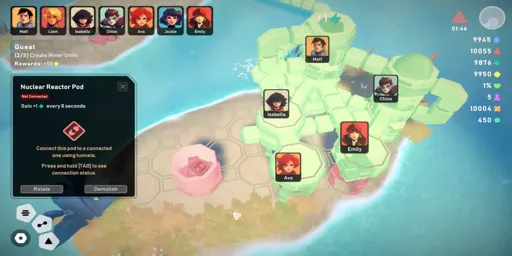 Matt Liam Isabella Chloe Ava Jackie Emily
Quest
(2/3) Create Miner Units
Rewards: +50
Nuclear Reactor Pod
Not Connected
Gain +1 every 8 seconds
Connect this pod to a connected
one using tunnels.
Press and hold [TAB] to see
connection status.
Rotate Demolish
Matt
Chloe
Isabella
Emily
Ava
01:46
9945
10055
9876
9950
1%
5
10004
450